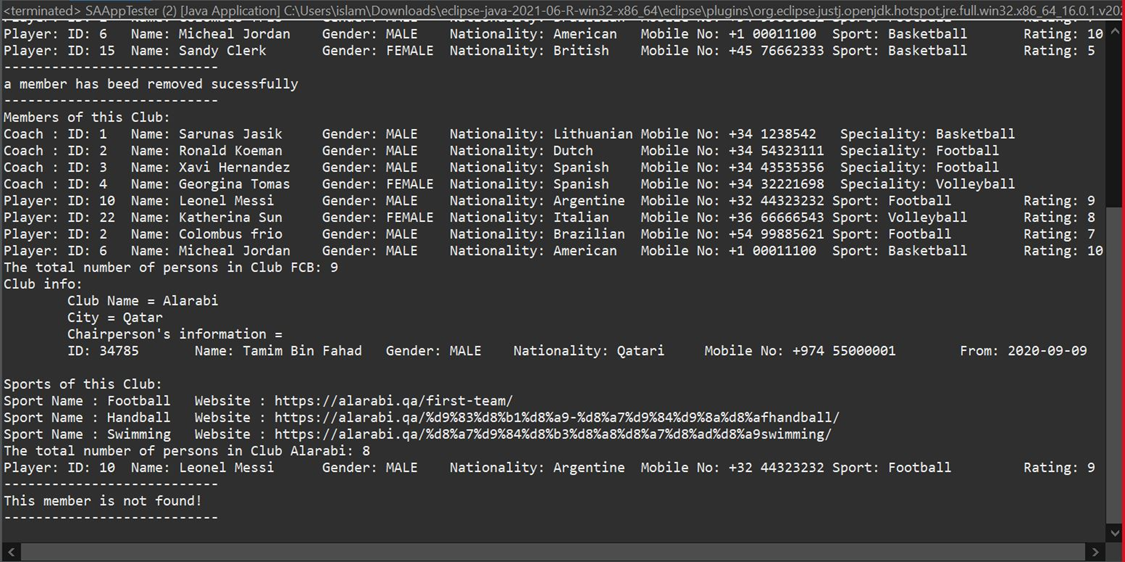 <terminated> SAAppTester (2) [Java Application] C:\Users\islam\Downloads\eclipse-java-2021-06-R-win32-x86_64\eclipse\plugins\org.eclipse.justj.openjdk.hotspot.jre.full.win32.x86_64_16.0.1.v202
Player: ID: 6 Name: Micheal Jordan Gender: MALE Nationality: American Mobile No: +1 00011100 Sport: Basketball Rating: 10
Player: ID: 15 Name: Sandy Clerk Gender: FEMALE Nationality: British Mobile No: +45 76662333 Sport: Basketball Rating: 5
---------------------------
a member has beed removed sucessfully
---------------------------
Members of this Club:
Coach : ID: 1 Name: Sarunas Jasik Gender: MALE Nationality: Lithuanian Mobile No: +34 1238542 Speciality: Basketball
Coach : ID: 2 Name: Ronald Koeman Gender: MALE Nationality: Dutch Mobile No: +34 54323111 Speciality: Football
Coach : ID: 3 Name: Xavi Hernandez Gender: MALE Nationality: Spanish Mobile No: +34 43535356 Speciality: Football
Coach : ID: 4 Name: Georgina Tomas Gender: FEMALE Nationality: Spanish Mobile No: +34 32221698 Speciality: Volleyball
Player: ID: 10 Name: Leonel Messi Gender: MALE Nationality: Argentine Mobile No: +32 44323232 Sport: Football Rating: 9
Player: ID: 22 Name: Katherina Sun Gender: FEMALE Nationality: Italian Mobile No: +36 66666543 Sport: Volleyball Rating: 8
Player: ID: 2 Name: Colombus frio Gender: MALE Nationality: Brazilian Mobile No: +54 99885621 Sport: Football Rating: 7
Player: ID: 6 Name: Micheal Jordan Gender: MALE Nationality: American Mobile No: +1 00011100 Sport: Basketball Rating: 10
The total number of persons in Club FCB: 9
Club info:
Club Name = Alarabi
City = Qatar
Chairperson's information =
ID: 34785 Name: Tamim Bin Fahad Gender: MALE Nationality: Qatari Mobile No: +974 55000001 From: 2020-09-09
Sports of this Club:
Sport Name : Football Website : https://alarabi.qa/first-team/
Sport Name : Handball Website : https://alarabi.qa/%d9%83%d8%b1%d8%a9-%d8%a7%d9%84%d9%8a%d8%afhandball/
Sport Name : Swimming Website : https://alarabi.qa/%d8%a7%d9%84%d8%b3%d8%a8%d8%a7%d8%ad%d8%a9swimming/
The total number of persons in Club Alarabi: 8
Player: ID: 10 Name: Leonel Messi Gender: MALE Nationality: Argentine Mobile No: +32 44323232 Sport: Football Rating: 9
---------------------------
This member is not found!
---------------------------